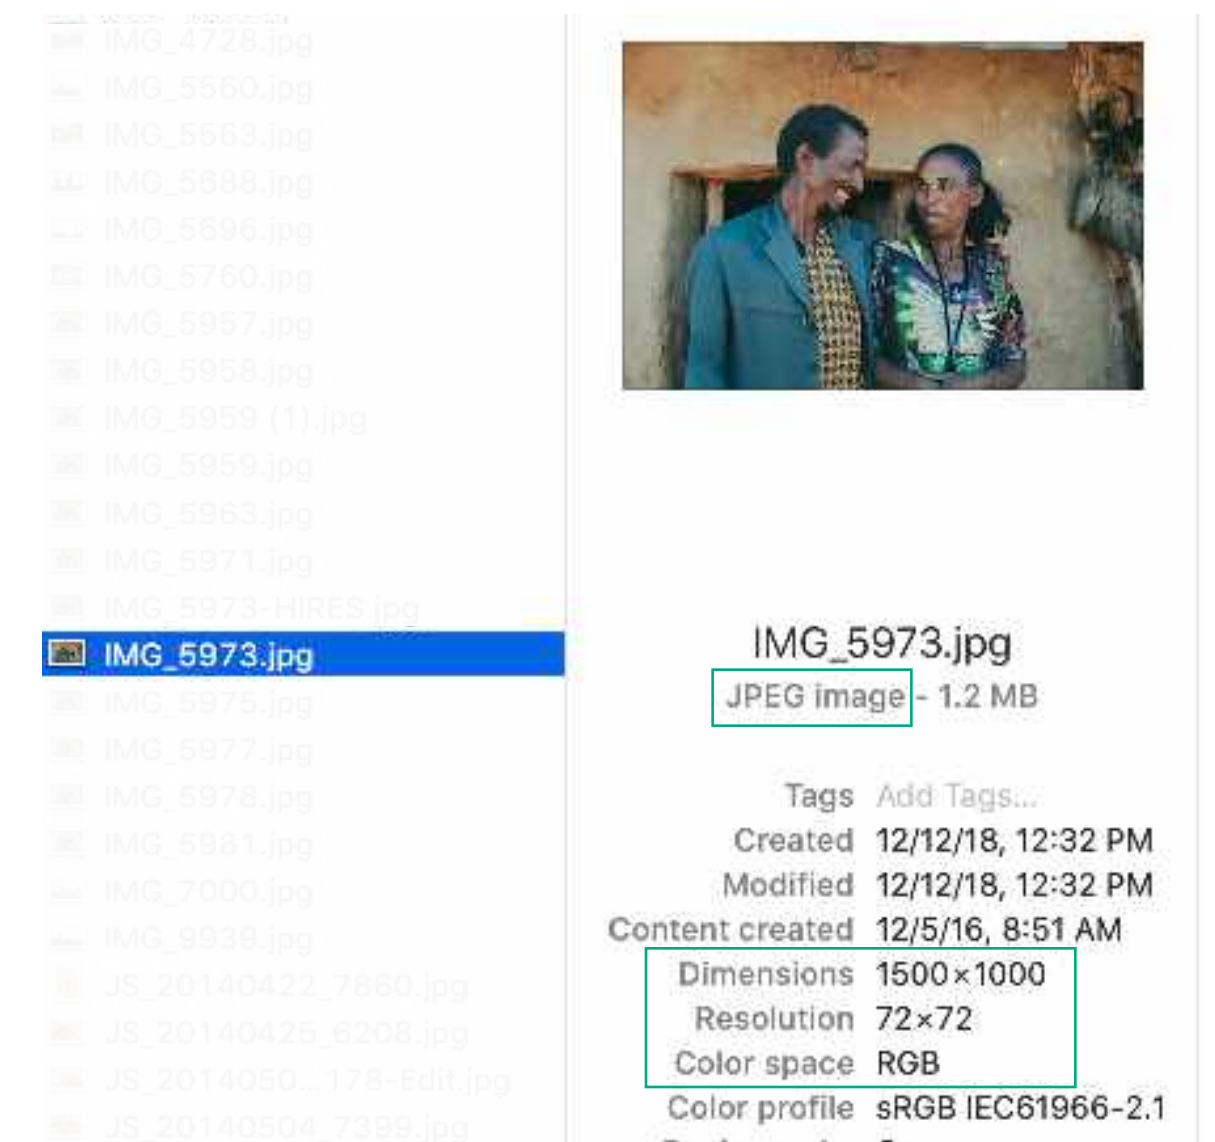 IMG_4728.jpg
IMG_5560.jpg
IMG_5563.jpg
IMG_5688.jpg
IMG_5696.jpg
IMG_5760.jpg
IMG_5957.jpg
IMG_5958.jpg
IMG_5959 (1).jpg
IMG_5959.jpg
IMG_5963.jpg
IMG_5971.jpg
IMG_5973-HIRES.jpg
IMG_5973.jpg
IMG_5975.jpg
IMG_5977.jpg
IMG_5978.jpg
IMG_5981.jpg
IMG_7000.jpg
IMG_9939.jpg
JS_20140422_7860.jpg
JS_20140425_6208.jpg
JS_2014050...178-Edit.jpg
JS_20140504_7399.jpg
IMG_5973.jpg
JPEG image - 1.2 MB
Tags Add Tags...
Created 12/12/18, 12:32 PM
Modified 12/12/18, 12:32 PM
Content created 12/5/16, 8:51 AM
Dimensions 1500×1000
Resolution 72×72
Color space RGB
Color profile sRGB IEC61966-2.1